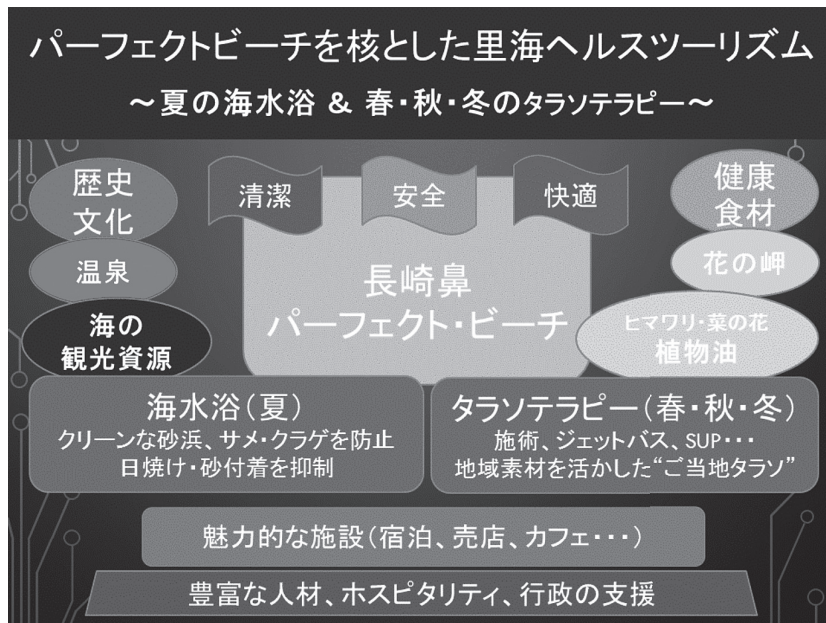 パーフェクトビーチを核とした里海ヘルスツーリズム
～夏の海水浴 & 春・秋・冬のタラソテラピー～
歴史
文化
温泉
海の
観光資源
清潔
安全
快適
長崎鼻
パーフェクト・ビーチ
健康
食材
花の岬
ヒマワリ・菜の花
植物油
海水浴（夏）
クリーンな砂浜、サメ・クラゲを防止
日焼け・砂付着を抑制
タラソテラピー（春・秋・冬）
施術、ジェットバス、SUP・・・
地域素材を活かした“ご当地タラソ”
魅力的な施設（宿泊、売店、カフェ・・・）
豊富な人材、ホスピタリティ、行政の支援